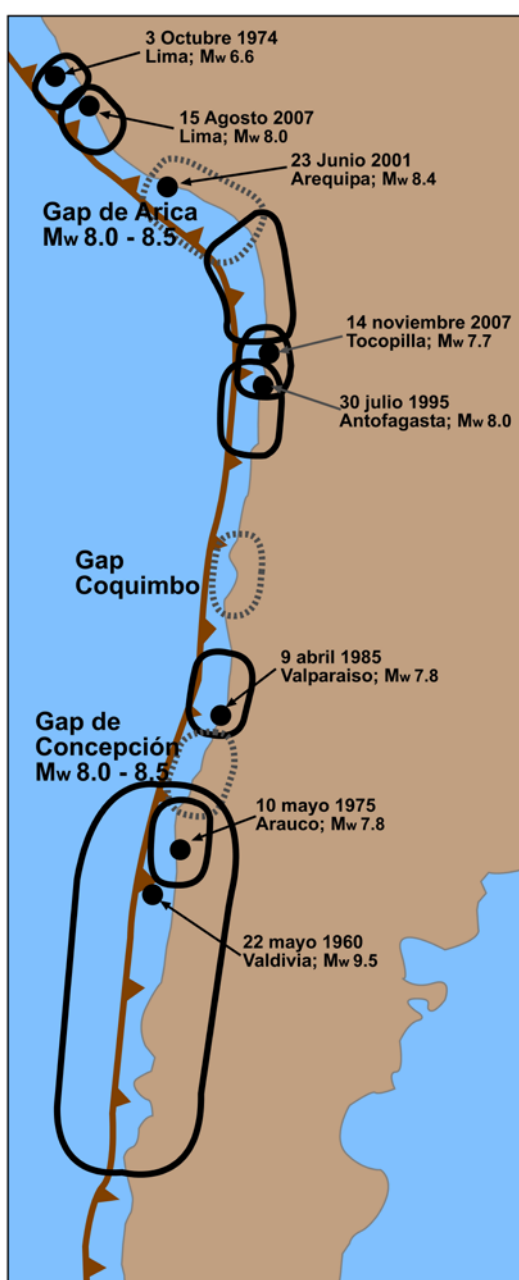 3 Octubre 1974
Lima; Mw 6.6
15 Agosto 2007
Lima; Mw 8.0
23 Junio 2001
Arequipa; Mw 8.4
Gap de Arica
Mw 8.0 - 8.5
14 noviembre 2007
Tocopilla; Mw 7.7
30 julio 1995
Antofagasta; Mw 8.0
Gap
Coquimbo
9 abril 1985
Valparaiso; Mw 7.8
Gap de
Concepción
Mw 8.0 - 8.5
10 mayo 1975
Arauco; Mw 7.8
22 mayo 1960
Valdivia; Mw 9.5